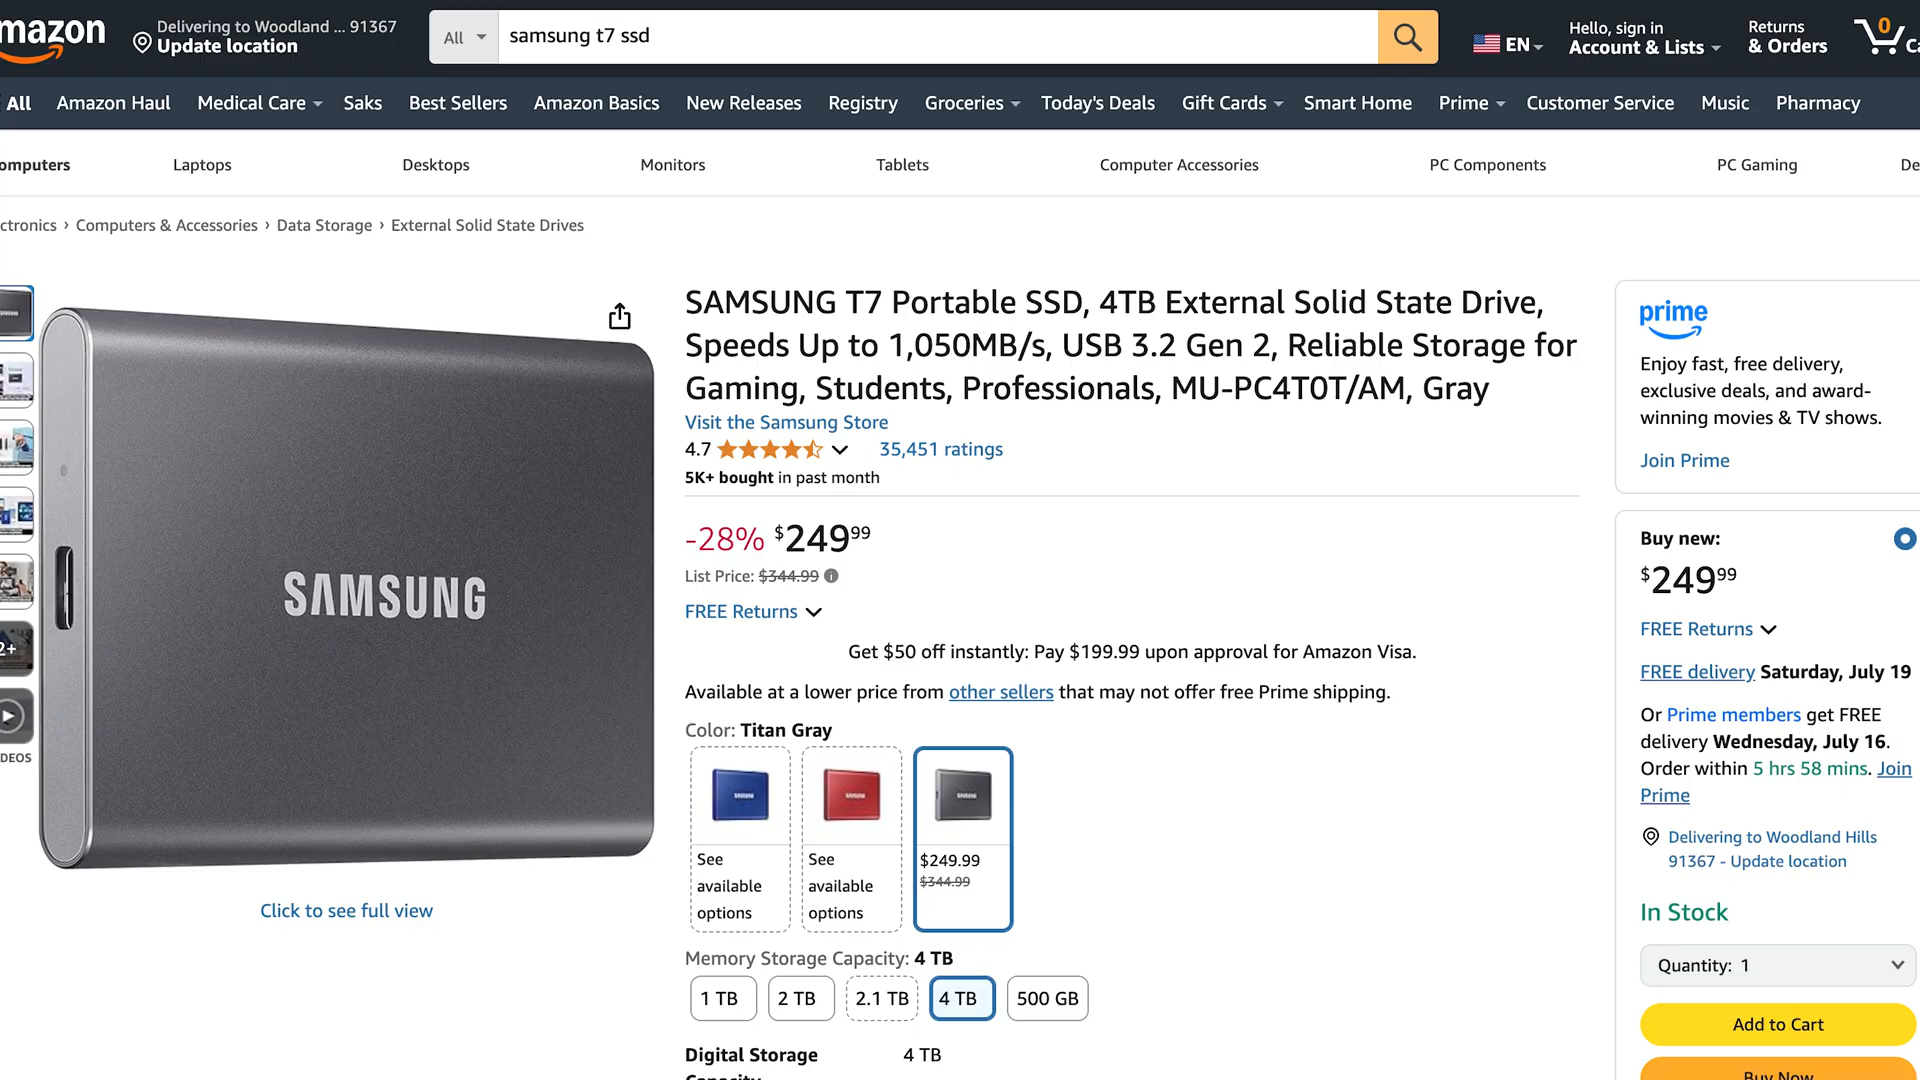 mazon
Delivering to Woodland ... 91367
Update location
All
samsung t7 ssd
EN
Hello, sign in
Account & Lists
Returns
& Orders
0
All
Amazon Haul
Medical Care
Saks
Best Sellers
Amazon Basics
New Releases
Registry
Groceries
Today's Deals
Gift Cards
Smart Home
Prime
Customer Service
Music
Pharmacy
omputers
Laptops
Desktops
Monitors
Tablets
Computer Accessories
PC Components
PC Gaming
De
ctronics › Computers & Accessories › Data Storage › External Solid State Drives
SAMSUNG
2+
DEOS
Click to see full view
SAMSUNG T7 Portable SSD, 4TB External Solid State Drive,
Speeds Up to 1,050MB/s, USB 3.2 Gen 2, Reliable Storage for
Gaming, Students, Professionals, MU-PC4T0T/AM, Gray
Visit the Samsung Store
4.7
35,451 ratings
5K+ bought in past month
-28% $249.99
List Price: $344.99
FREE Returns
Get $50 off instantly: Pay $199.99 upon approval for Amazon Visa.
Available at a lower price from other sellers that may not offer free Prime shipping.
Color: Titan Gray
SAMSUNG
See
available
options
SAMSUNG
See
available
options
SAMSUNG
$249.99
$344.99
Memory Storage Capacity: 4 TB
1 TB
2 TB
2.1 TB
4 TB
500 GB
Digital Storage
4 TB
Capacity
prime
Enjoy fast, free delivery,
exclusive deals, and award-
winning movies & TV shows.
Join Prime
Buy new:
$249.99
FREE Returns
FREE delivery Saturday, July 19
Or Prime members get FREE
delivery Wednesday, July 16.
Order within 5 hrs 58 mins. Join
Prime
Delivering to Woodland Hills
91367 - Update location
In Stock
Quantity: 1
Add to Cart
Buy Now